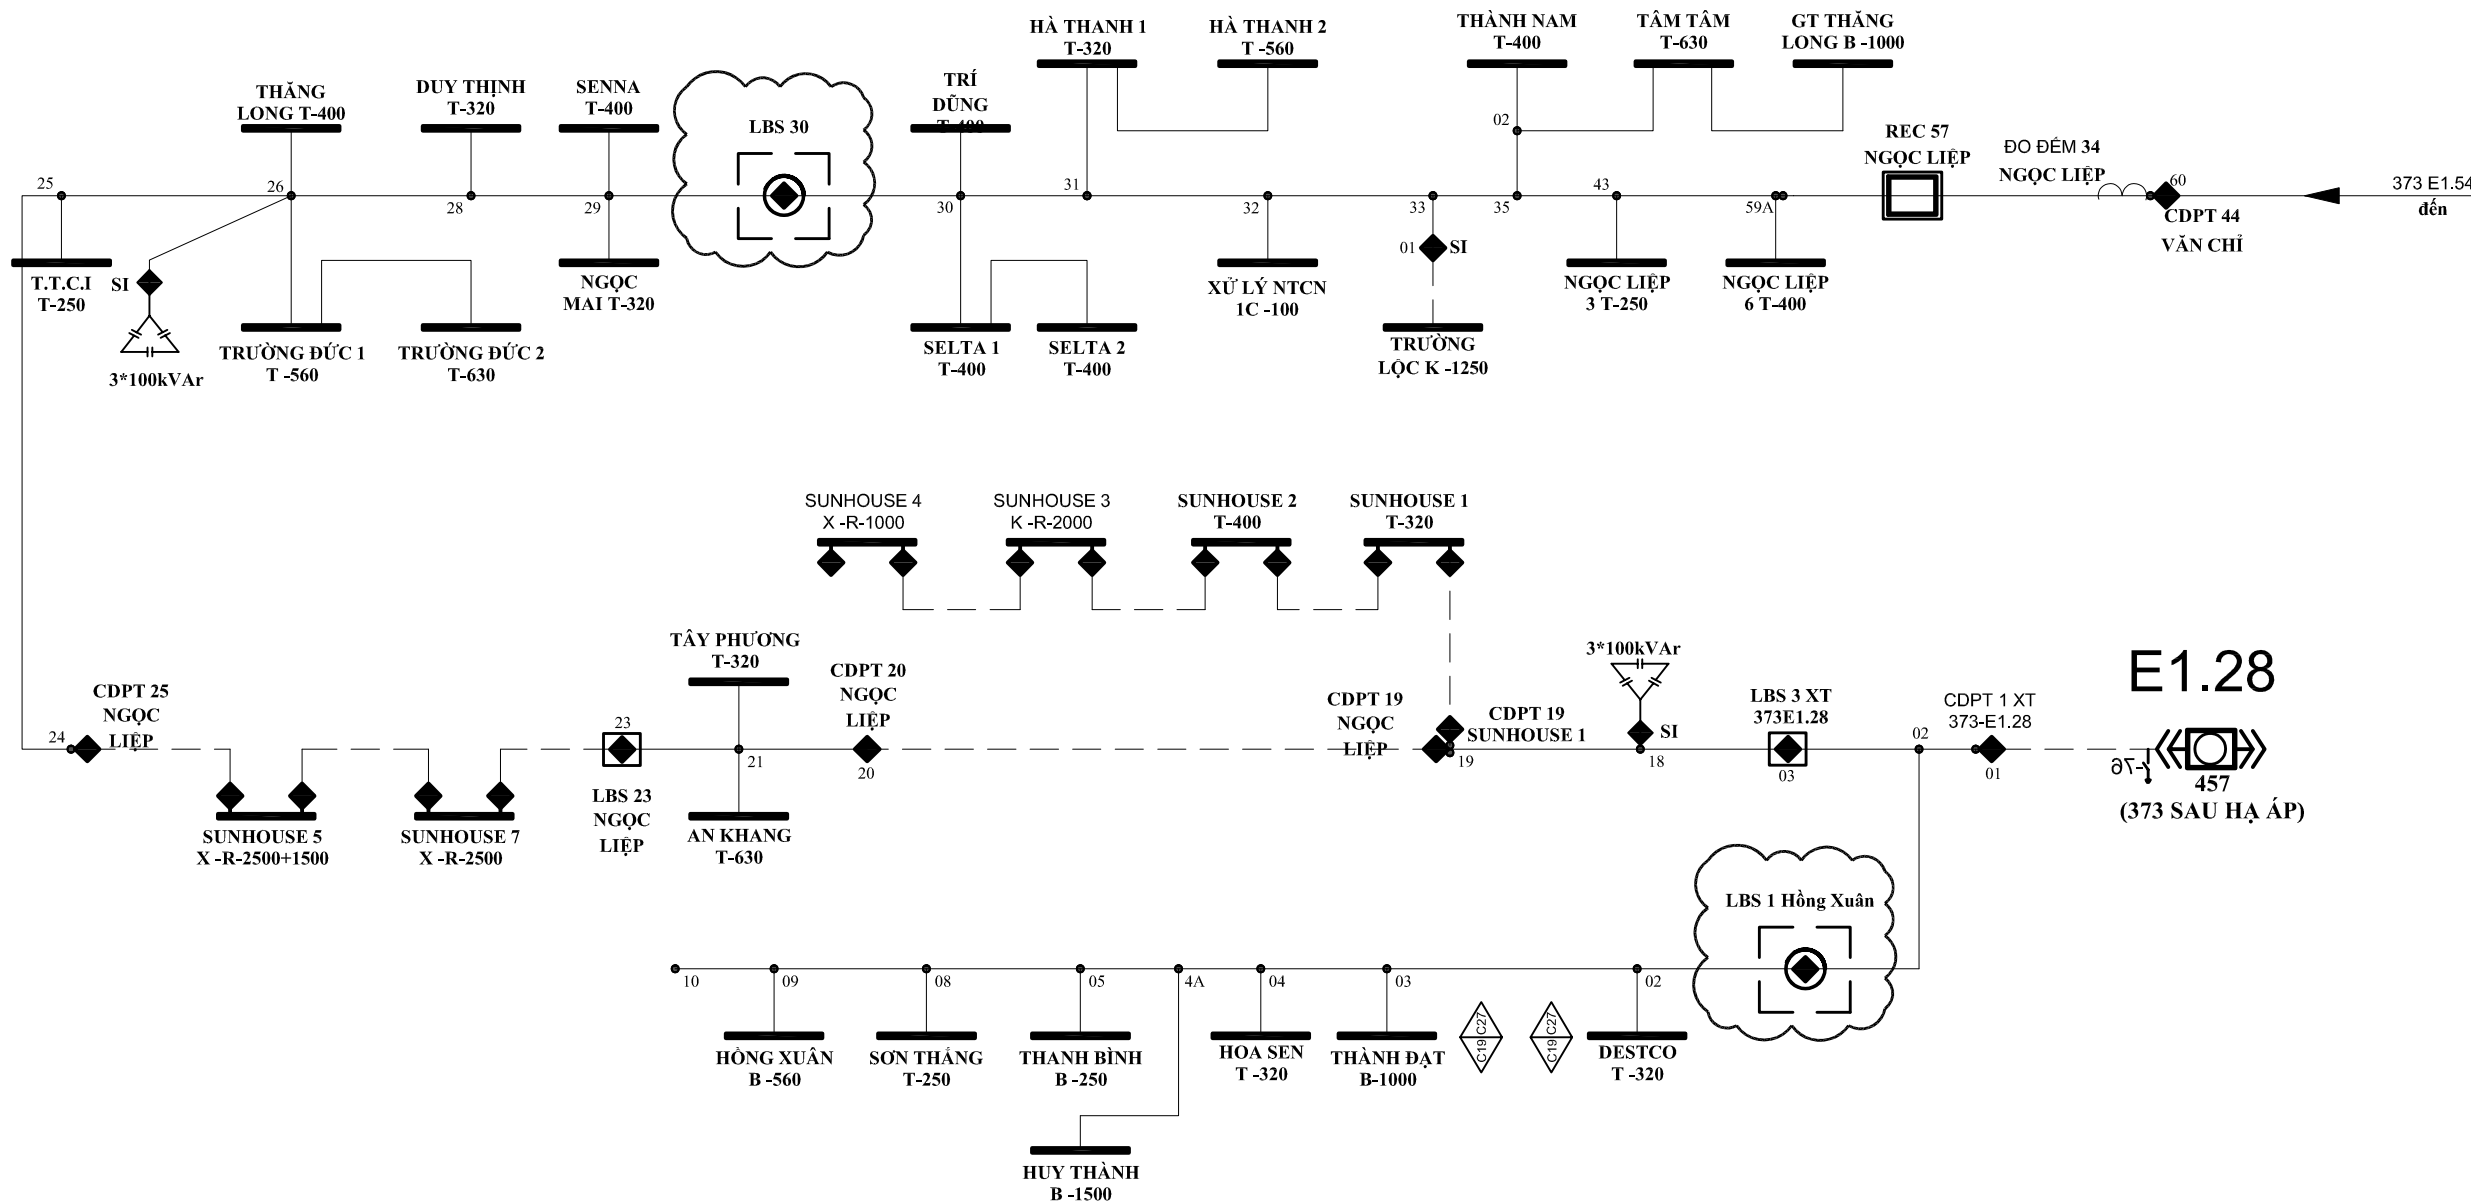 HÀ THANH 1
T-320
HÀ THANH 2
T -560
THÀNH NAM
T-400
TÂM TÂM
T-630
GT THĂNG
LONG B -1000
THĂNG
LONG T-400
DUY THỊNH
T-320
SENNA
T-400
LBS 30
TRÍ
DŨNG
T-400
02
REC 57
NGỌC LIỆP
ĐO ĐẾM 34
NGỌC LIỆP
60
CDPT 44
VĂN CHỈ
373 E1.54
đến
25
26
28
29
30
31
32
33
35
43
59A
01
SI
T.T.C.I
T-250
SI
3*100kVAr
TRƯỜNG ĐỨC 1
T -560
TRƯỜNG ĐỨC 2
T-630
NGỌC
MAI T-320
SELTA 1
T-400
SELTA 2
T-400
XỬ LÝ NTCN
1C -100
TRƯỜNG
LỘC K -1250
NGỌC LIỆP
3 T-250
NGỌC LIỆP
6 T-400
SUNHOUSE 4
X -R-1000
SUNHOUSE 3
K -R-2000
SUNHOUSE 2
T-400
SUNHOUSE 1
T-320
TÂY PHƯƠNG
T-320
CDPT 20
NGỌC
LIỆP
3*100kVAr
E1.28
CDPT 25
NGỌC
LIỆP
24
23
21
20
CDPT 19
NGỌC
LIỆP
CDPT 19
SUNHOUSE 1
19
SI
18
LBS 3 XT
373E1.28
03
02
CDPT 1 XT
373-E1.28
01
-76
457
(373 SAU HẠ ÁP)
SUNHOUSE 5
X -R-2500+1500
SUNHOUSE 7
X -R-2500
LBS 23
NGỌC
LIỆP
AN KHANG
T-630
LBS 1 Hồng Xuân
10
09
08
05
4A
04
03
02
HỒNG XUÂN
B -560
SƠN THẮNG
T-250
THANH BÌNH
B -250
HOA SEN
T -320
THÀNH ĐẠT
B-1000
C19 C27
C19 C27
DESTCO
T -320
HUY THÀNH
B -1500